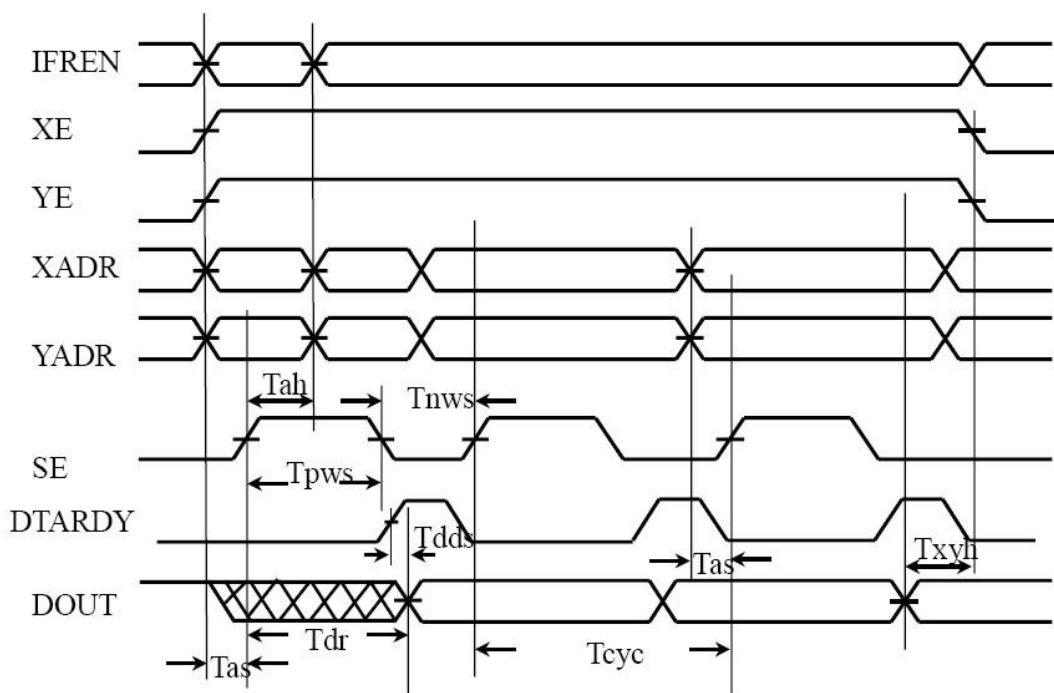 IFREN
XE
YE
XADR
YADR
Tah
Tnws
SE
Tpws
DTARDY
Tdds
Tas
Txyh
DOUT
Tdr
Tcyc
Tas